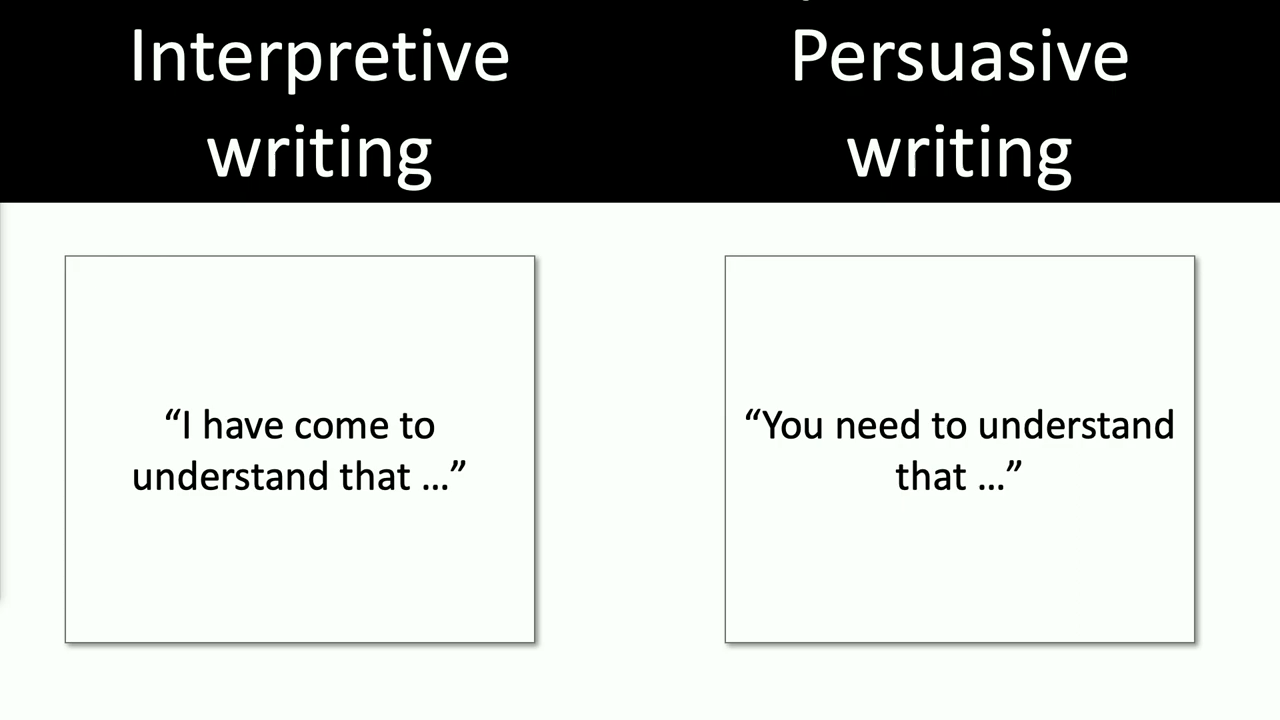 Interpretive
writing
Persuasive
writing
“I have come to
understand that ...”
“You need to understand
that ...”